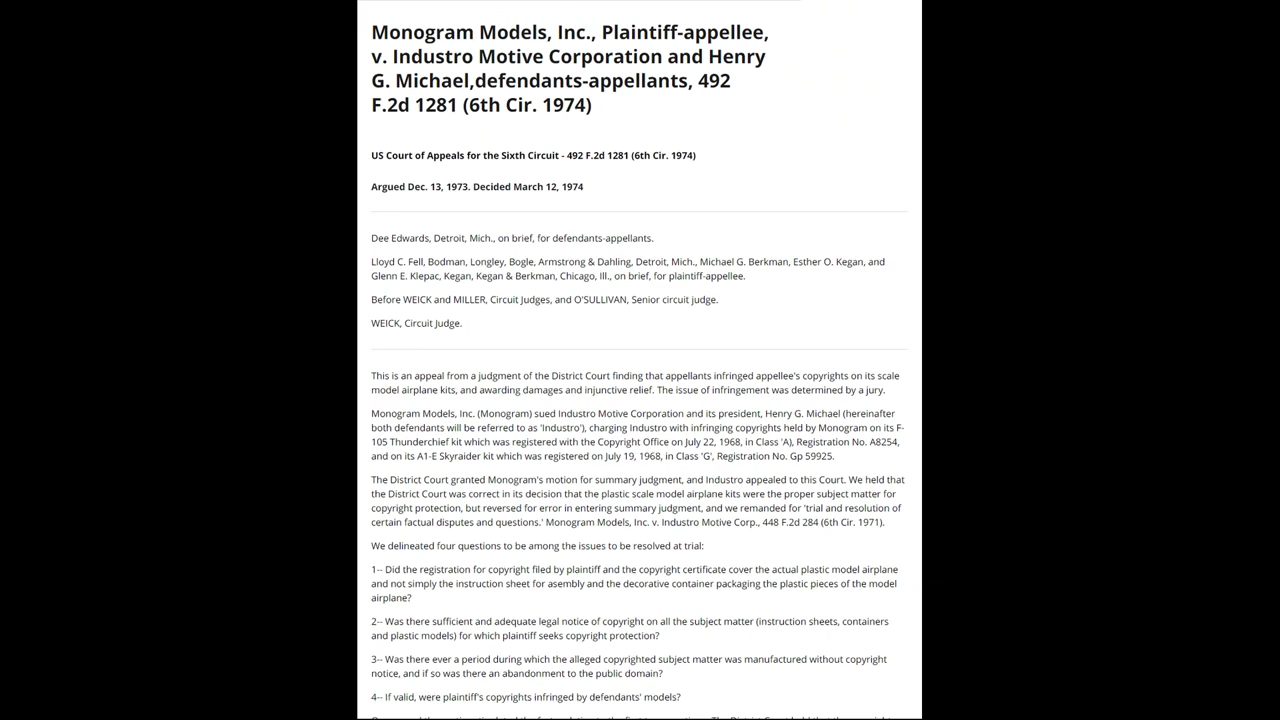 Monogram Models, Inc., Plaintiff-appellee,
v. Industro Motive Corporation and Henry
G. Michael,defendants-appellants, 492
F.2d 1281 (6th Cir. 1974)
US Court of Appeals for the Sixth Circuit - 492 F.2d 1281 (6th Cir. 1974)
Argued Dec. 13, 1973. Decided March 12, 1974
Dee Edwards, Detroit, Mich., on brief, for defendants-appellants.
Lloyd C. Fell, Bodman, Longley, Bogle, Armstrong & Dahling, Detroit, Mich., Michael G. Berkman, Esther O. Kegan, and
Glenn E. Klepac, Kegan, Kegan & Berkman, Chicago, Ill., on brief, for plaintiff-appellee.
Before WEICK and MILLER, Circuit Judges, and O'SULLIVAN, Senior circuit judge.
WEICK, Circuit Judge.
This is an appeal from a judgment of the District Court finding that appellants infringed appellee's copyrights on its scale
model airplane kits, and awarding damages and injunctive relief. The issue of infringement was determined by a jury.
Monogram Models, Inc. (Monogram) sued Industro Motive Corporation and its president, Henry G. Michael (hereinafter
both defendants will be referred to as 'Industro'), charging Industro with infringing copyrights held by Monogram on its F-
105 Thunderchief kit which was registered with the Copyright Office on July 22, 1968, in Class 'A), Registration No. A8254,
and on its A1-E Skyraider kit which was registered on July 19, 1968, in Class 'G', Registration No. Gp 59925.
The District Court granted Monogram's motion for summary judgment, and Industro appealed to this Court. We held that
the District Court was correct in its decision that the plastic scale model airplane kits were the proper subject matter for
copyright protection, but reversed for error in entering summary judgment, and we remanded for 'trial and resolution of
certain factual disputes and questions.' Monogram Models, Inc. v. Industro Motive Corp., 448 F.2d 284 (6th Cir. 1971).
We delineated four questions to be among the issues to be resolved at trial:
1-- Did the registration for copyright filed by plaintiff and the copyright certificate cover the actual plastic model airplane
and not simply the instruction sheet for asembly and the decorative container packaging the plastic pieces of the model
airplane?
2-- Was there sufficient and adequate legal notice of copyright on all the subject matter (instruction sheets, containers
and plastic models) for which plaintiff seeks copyright protection?
3-- Was there ever a period during which the alleged copyrighted subject matter was manufactured without copyright
notice, and if so was there an abandonment to the public domain?
4-- If valid, were plaintiff's copyrights infringed by defendants' models?